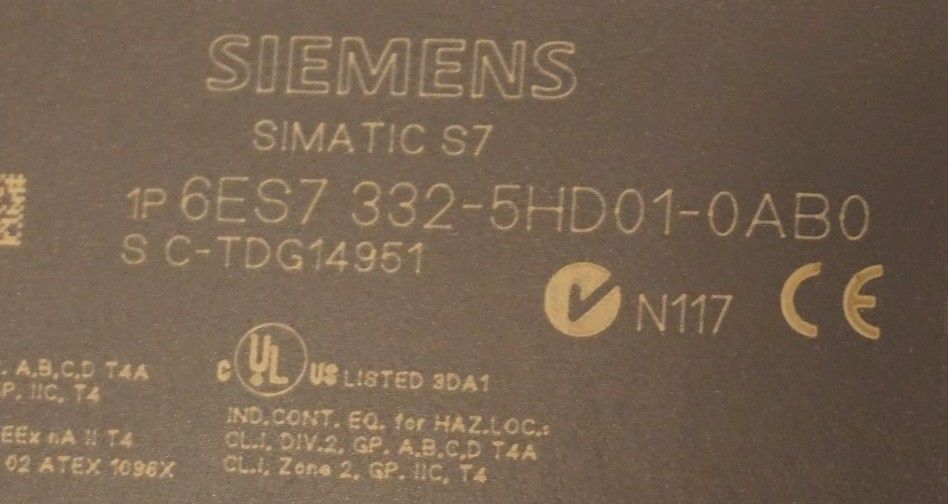 SIEMENS
SIMATIC S7
1P 6ES7 332-5HD01-0AB0
S C-TDG14951
N117 CE
. A,B,C,D T4A
P. IIC, T4
EEx nA II T4
02 ATEX 1096X
C UL US LISTED 3DA1
IND.CONT. EQ. for HAZ.LOC.:
CL.I, DIV.2, GP. A,B,C,D T4A
CL.I, Zone 2, GP. IIC, T4